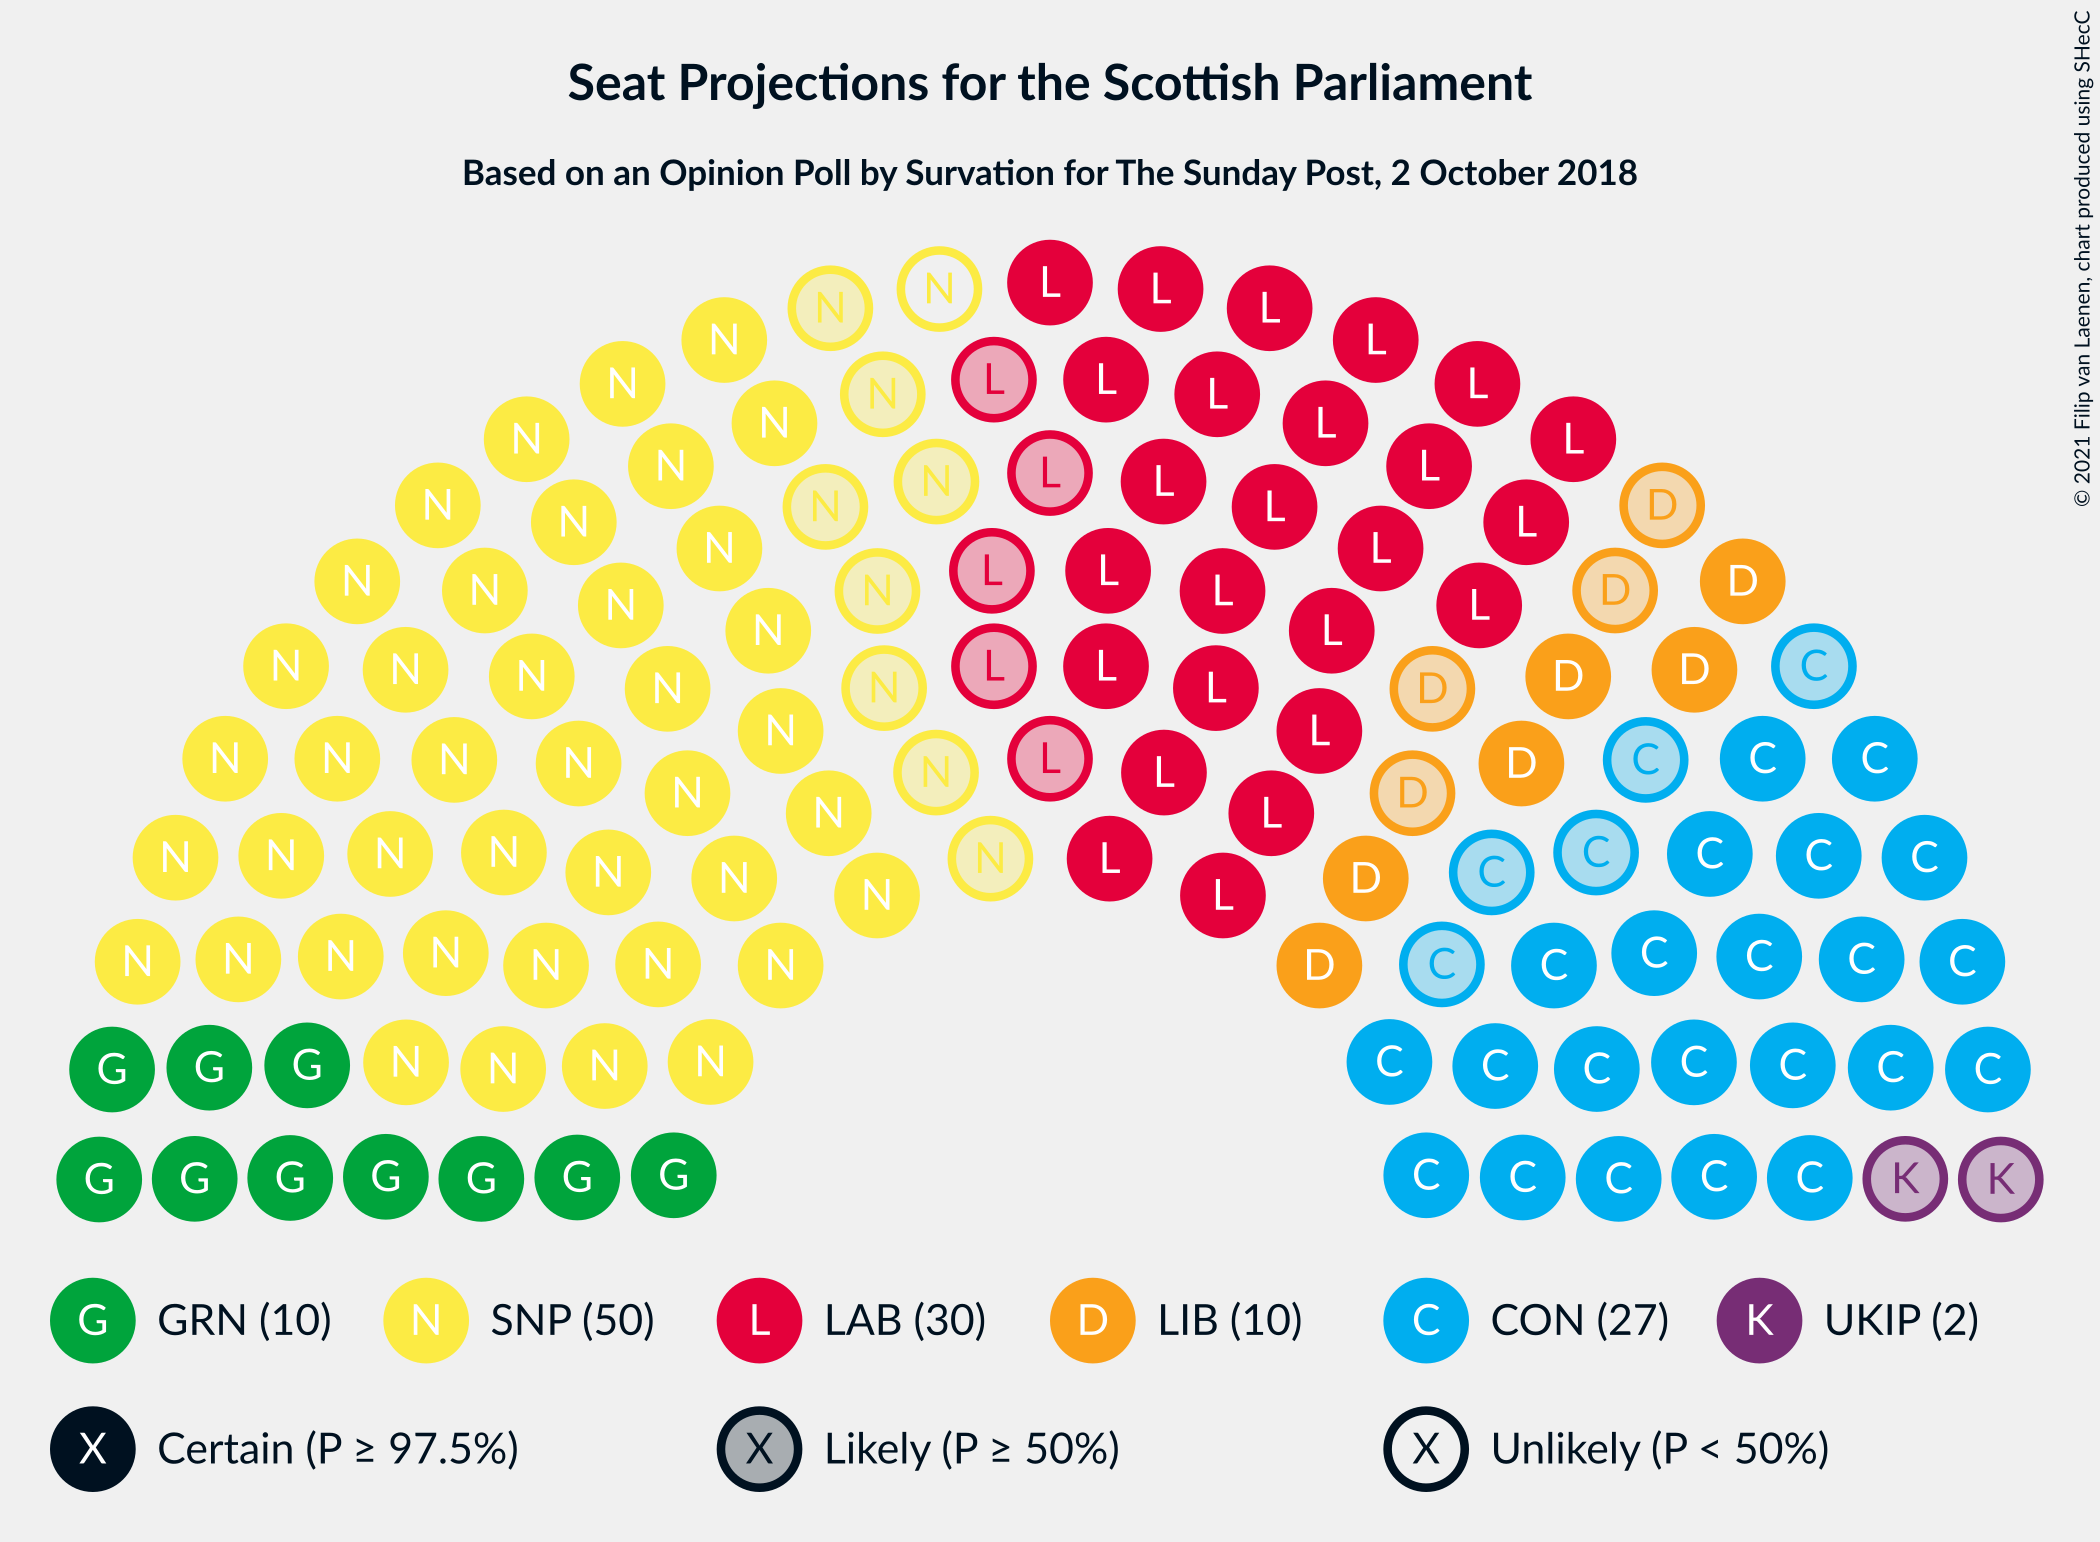 Seat Projections for the Scottish Parliament
Based on an Opinion Poll by Survation for The Sunday Post, 2 October 2018
© 2021 Filip van Laenen, chart produced using SHecC
N N L L L L
N N N L L L L L
N N N L L L L L
N N N N L L L L D
N N N N L L L L D D
N N N N N L L L D D D C
N N N N N N N L L L D D C C C
N N N N N N N N L L D C C C C C
N N N N N N N D C C C C C C
G G G N N N N C C C C C C C
G G G G G G G C C C C C K K
G GRN (10) N SNP (50) L LAB (30) D LIB (10) C CON (27) K UKIP (2)
X Certain (P ≥ 97.5%) X Likely (P ≥ 50%) X Unlikely (P < 50%)